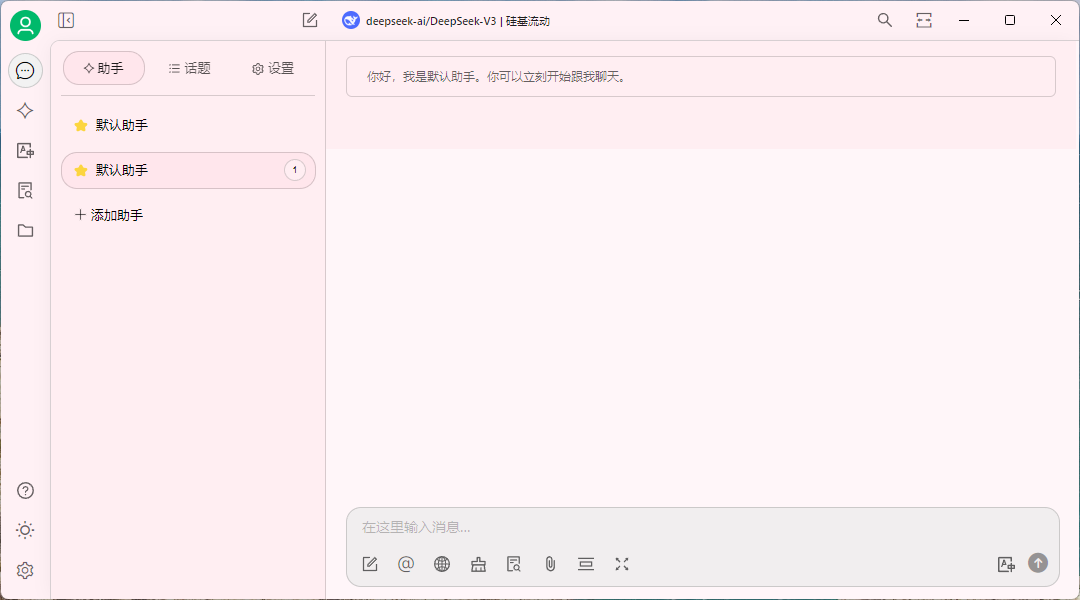 deepseek-ai/DeepSeek-V3 | 硅基流动
助手
话题
设置
默认助手
默认助手
1
添加助手
你好，我是默认助手。你可以立刻开始跟我聊天。
在这里输入消息...